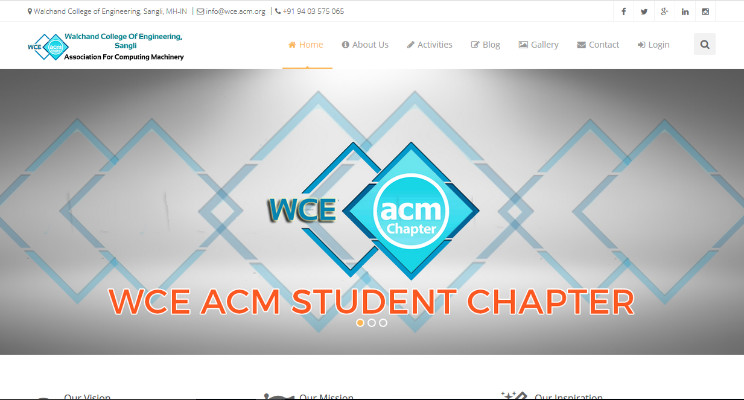 Walchand College of Engineering, Sangli, MH-IN | info@wce.acm.org | +91 94 03 575 065
Walchand College Of Engineering,
Sangli
WCE acm
Association For Computing Machinery
Home About Us Activities Blog Gallery Contact Login
WCE acm
Chapter
WCE ACM STUDENT CHAPTER
Our Vision Our Mission Our Inspiration